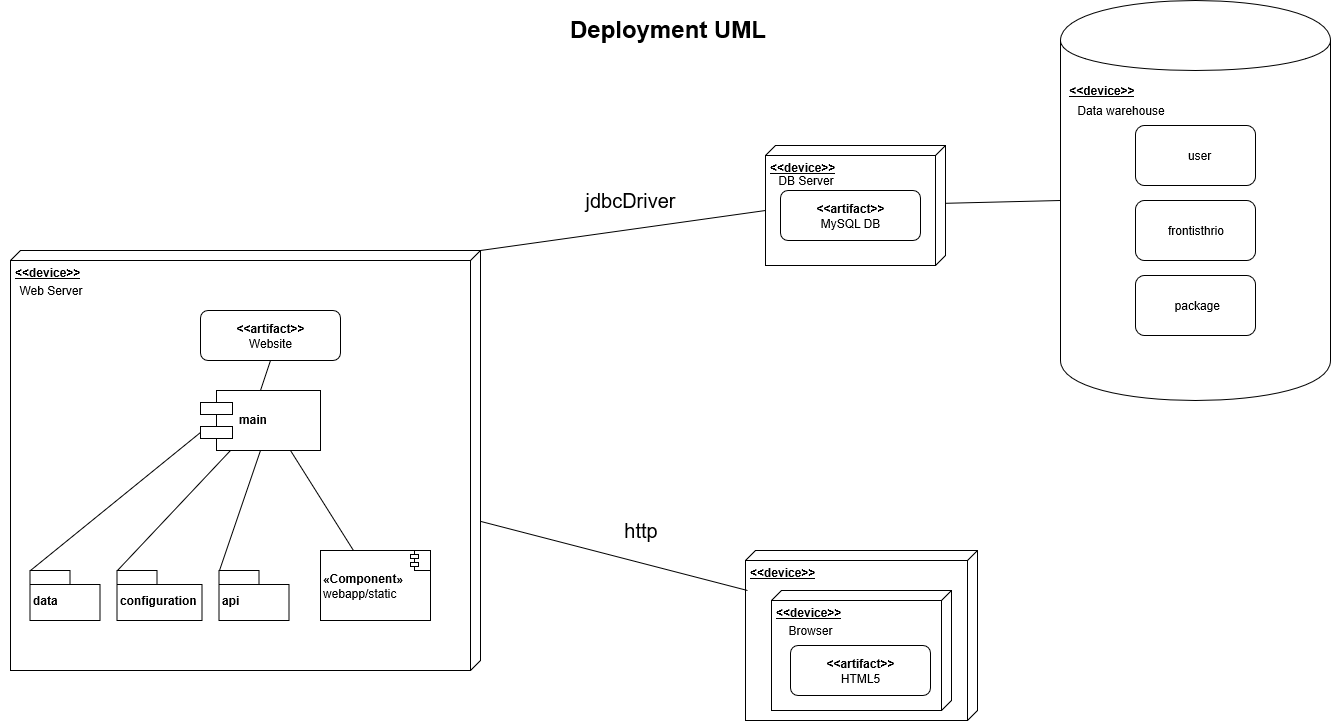 Deployment UML
<<device>>
Data warehouse
user
frontisthrio
package
<<device>>
DB Server
<<artifact>>
MySQL DB
jdbcDriver
<<device>>
Web Server
<<artifact>>
Website
main
data
configuration
api
«Component»
webapp/static
http
<<device>>
<<device>>
Browser
<<artifact>>
HTML5